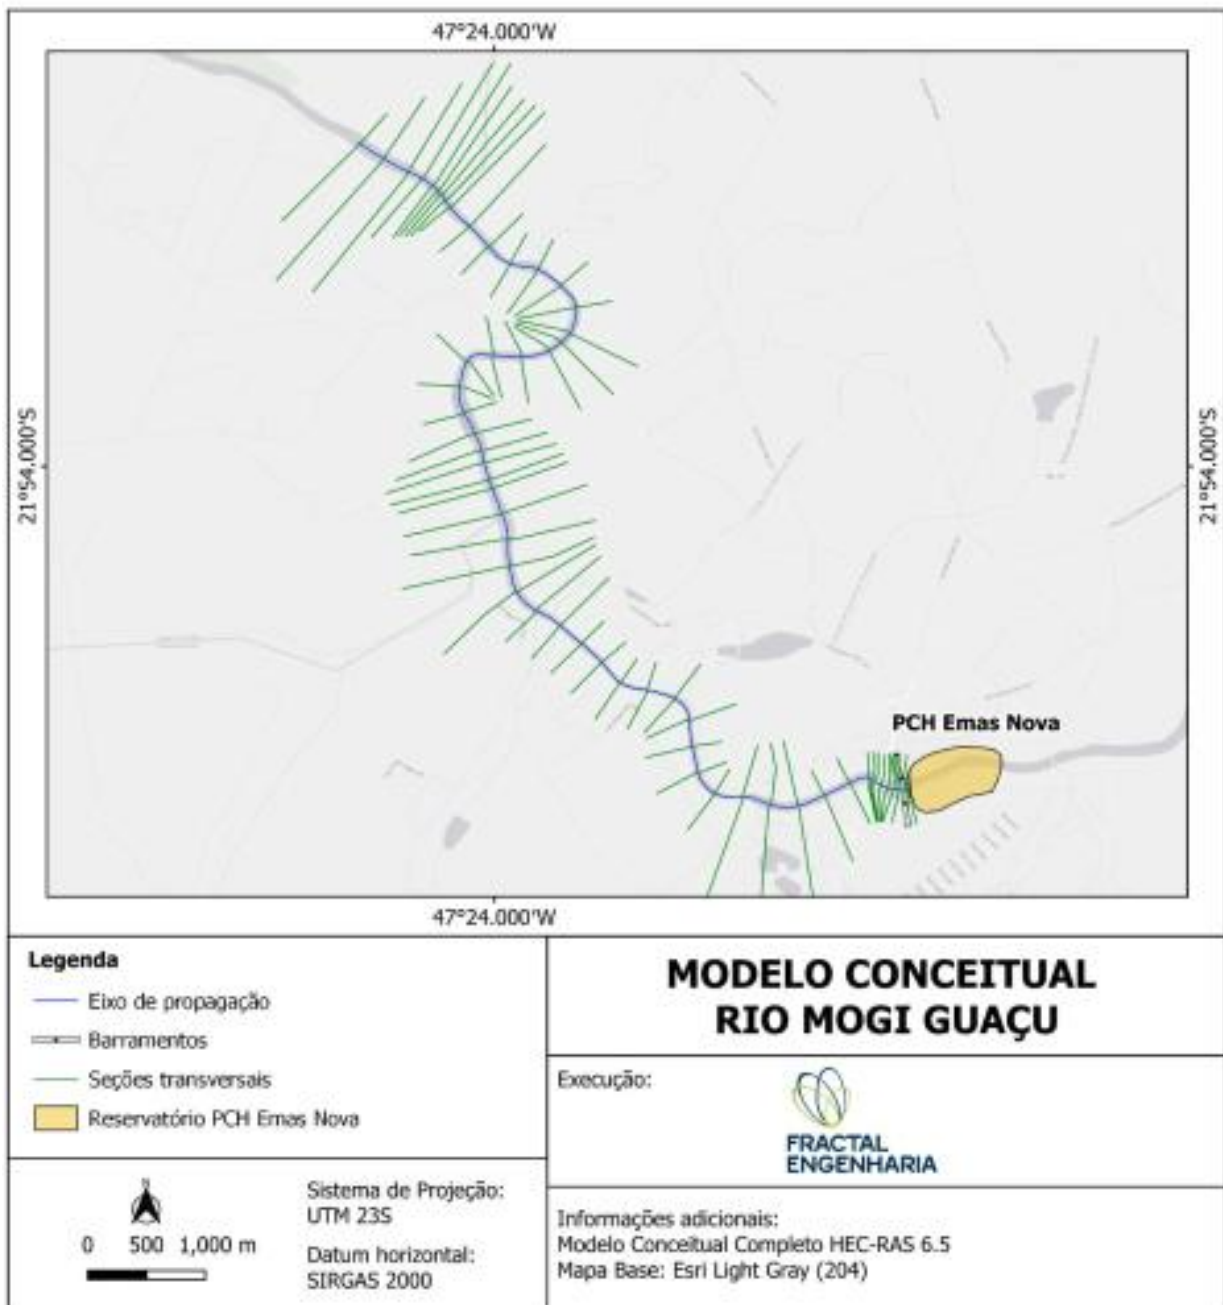 47°24.000'W
21°54.000'S
21°54.000'S
PCH Emas Nova
47°24.000'W
Legenda
Eixo de propagação
Barramentos
Seções transversais
Reservatório PCH Emas Nova
MODELO CONCEITUAL
RIO MOGI GUAÇU
Execução:
FRACTAL
ENGENHARIA
N
0 500 1,000 m
Sistema de Projeção:
UTM 23S
Datum horizontal:
SIRGAS 2000
Informações adicionais:
Modelo Conceitual Completo HEC-RAS 6.5
Mapa Base: Esri Light Gray (204)